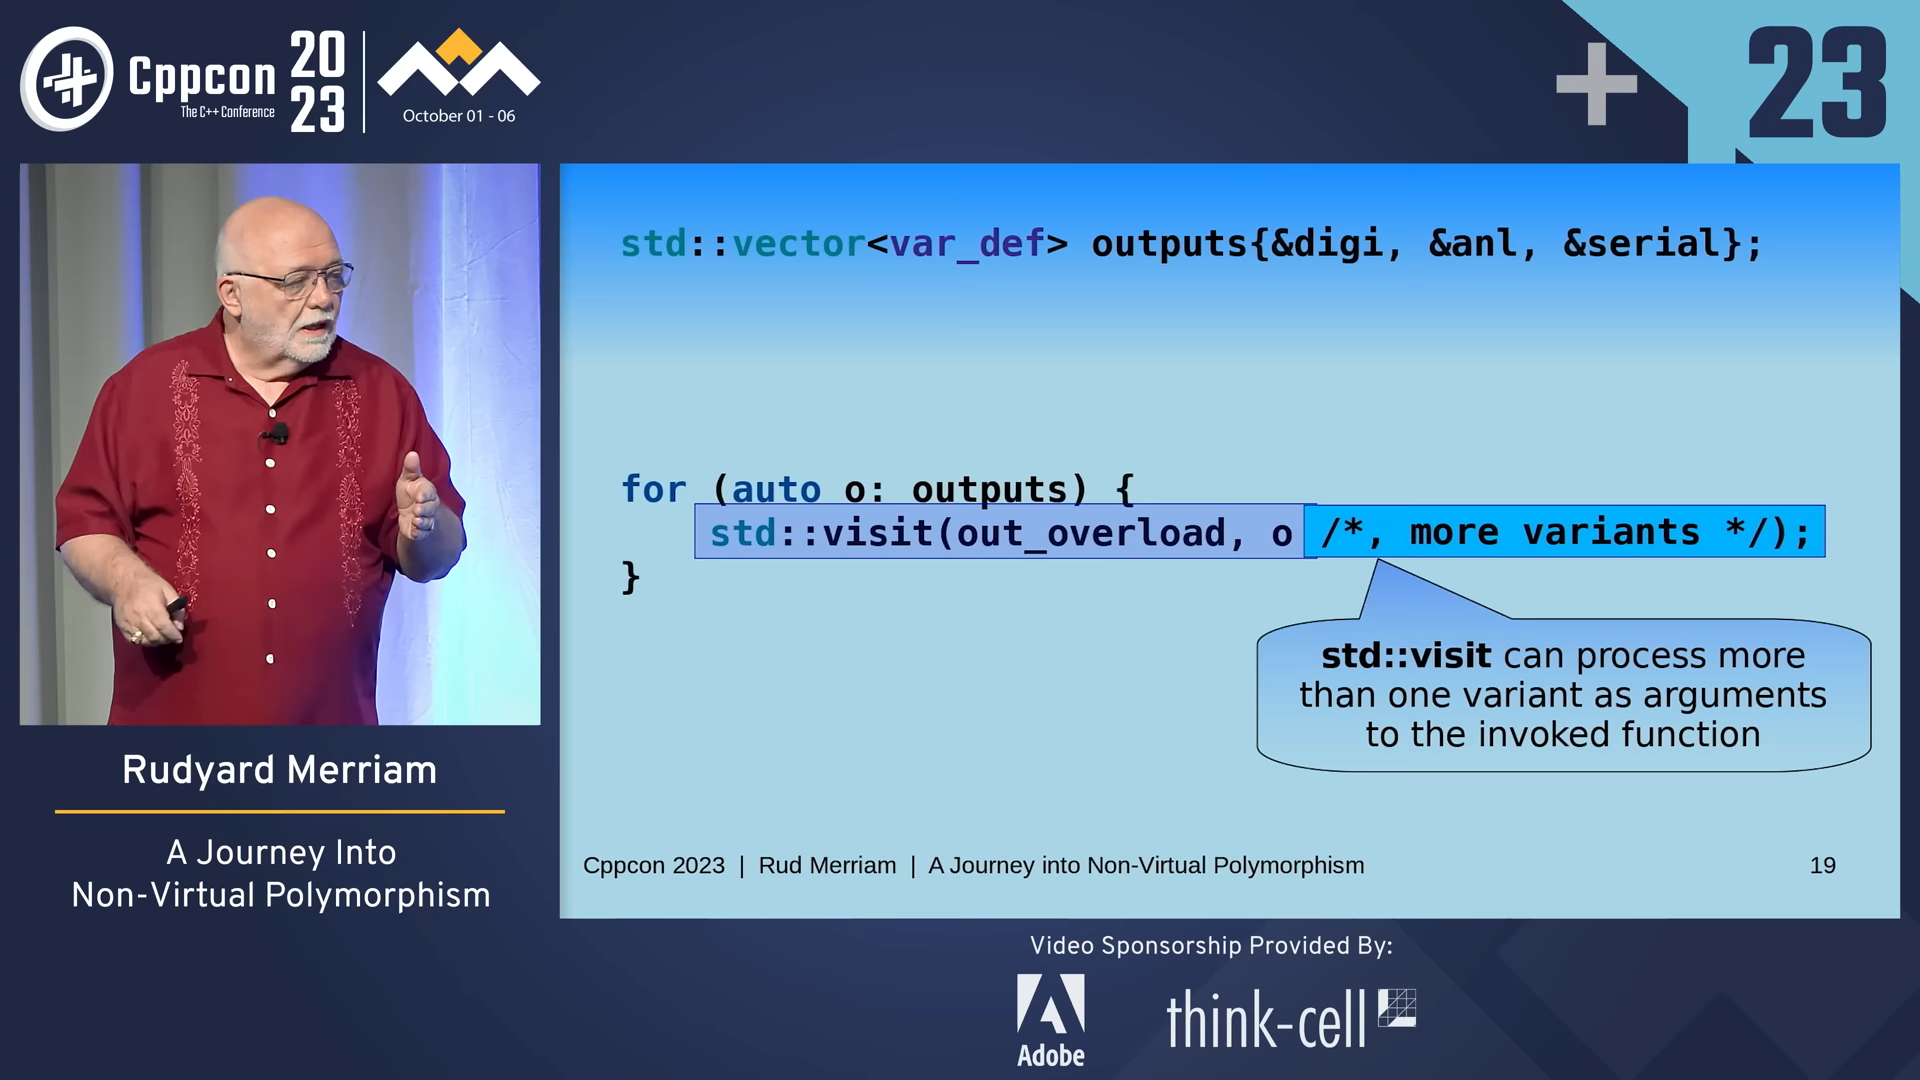 Cppcon
The C++ Conference
20
23
October 01 - 06
23
std::vector<var_def> outputs{&digi, &anl, &serial};
for (auto o: outputs) {
std::visit(out_overload, o /*, more variants */);
}
std::visit can process more
than one variant as arguments
to the invoked function
Cppcon 2023 | Rud Merriam | A Journey into Non-Virtual Polymorphism 19
Rudyard Merriam
A Journey Into
Non-Virtual Polymorphism
Video Sponsorship Provided By:
Adobe
think-cell